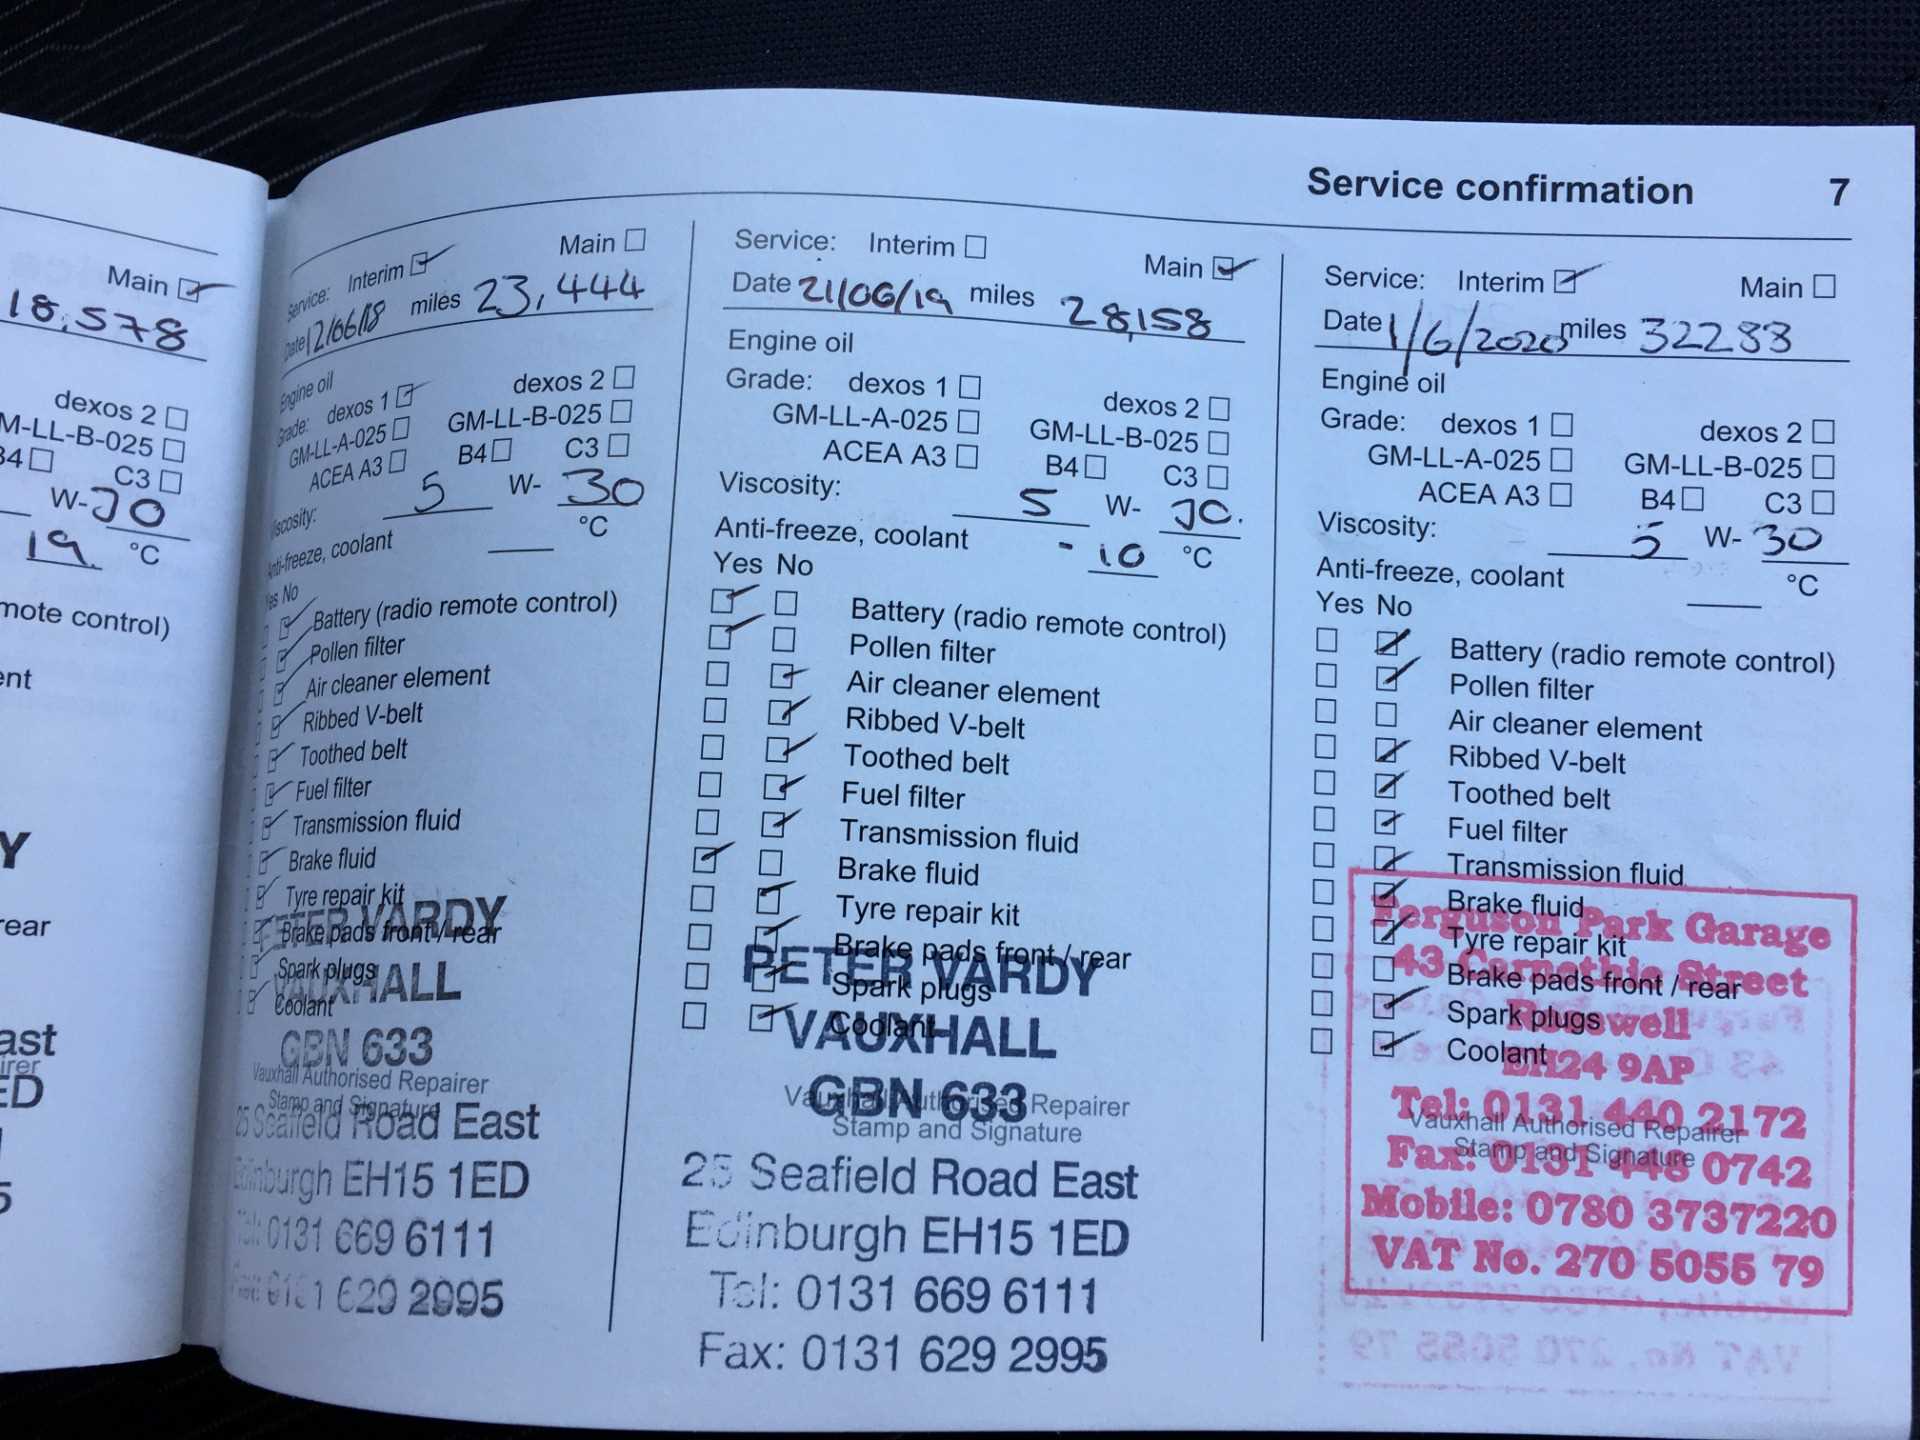 Service confirmation 7
Main
18,578
dexos 2
M-LL-B-025
B4 C3
W-30
19 °C
mote control)
ent
Y
rear
ast
irer
ED
5
Service: Interim Main
Date 12/06/18 miles 23,444
Engine oil
Grade: dexos 1 dexos 2
GM-LL-A-025 GM-LL-B-025
ACEA A3 B4 C3
Viscosity: 5 W- 30
Anti-freeze, coolant °C
Yes No
Battery (radio remote control)
Pollen filter
Air cleaner element
Ribbed V-belt
Toothed belt
Fuel filter
Transmission fluid
Brake fluid
Tyre repair kit
Brake pads front / rear
Spark plugs
Coolant
PETER VARDY
VAUXHALL
GBN 633
Vauxhall Authorised Repairer
Stamp and Signature
25 Seafield Road East
Edinburgh EH15 1ED
Tel: 0131 669 6111
Fax: 0131 629 2995
Service: Interim Main
Date 21/06/19 miles 28,158
Engine oil
Grade: dexos 1 dexos 2
GM-LL-A-025 GM-LL-B-025
ACEA A3 B4 C3
Viscosity: 5 W- 30
Anti-freeze, coolant -10 °C
Yes No
Battery (radio remote control)
Pollen filter
Air cleaner element
Ribbed V-belt
Toothed belt
Fuel filter
Transmission fluid
Brake fluid
Tyre repair kit
Brake pads front / rear
Spark plugs
Coolant
PETER VARDY
VAUXHALL
GBN 633
Vauxhall Authorised Repairer
Stamp and Signature
25 Seafield Road East
Edinburgh EH15 1ED
Tel: 0131 669 6111
Fax: 0131 629 2995
Service: Interim Main
Date 1/6/2020 miles 32288
Engine oil
Grade: dexos 1 dexos 2
GM-LL-A-025 GM-LL-B-025
ACEA A3 B4 C3
Viscosity: 5 W- 30
Anti-freeze, coolant °C
Yes No
Battery (radio remote control)
Pollen filter
Air cleaner element
Ribbed V-belt
Toothed belt
Fuel filter
Transmission fluid
Brake fluid
Tyre repair kit
Brake pads front / rear
Spark plugs
Coolant
Ferguson Park Garage
43 Carnethie Street
Rosewell
EH24 9AP
Tel: 0131 440 2172
Vauxhall Authorised Repairer
Stamp and Signature
Fax: 0131 448 0742
Mobile: 0780 3737220
VAT No. 270 5055 79